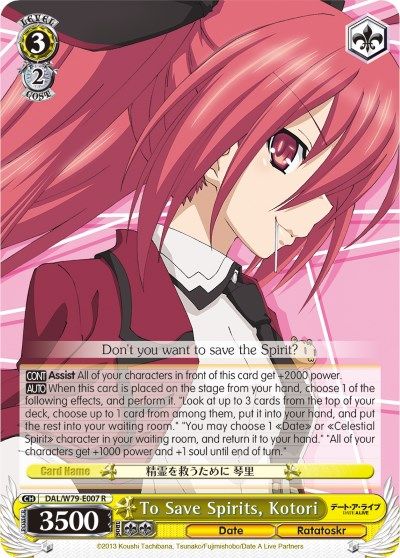 LEVEL
3
2
COST
Don't you want to save the Spirit?
CONT Assist All of your characters in front of this card get +2000 power.
AUTO When this card is placed on the stage from your hand, choose 1 of the
following effects, and perform it. "Look at up to 3 cards from the top of your
deck, choose up to 1 card from among them, put it into your hand, and put
the rest into your waiting room." "You may choose 1 «Date» or «Celestial
Spirit» character in your waiting room, and return it to your hand." "All of your
characters get +1000 power and +1 soul until end of turn."
Card Name
精霊を救うために 琴里
CH DAL/W79-E007 R
To Save Spirits, Kotori
デート・ア・ライブ
DATE A LIVE
POWER
3500
SOUL
Date
Ratatoskr
©2013 Koushi Tachibana, Tsunako/Fujimishobo/Date A Live Partners